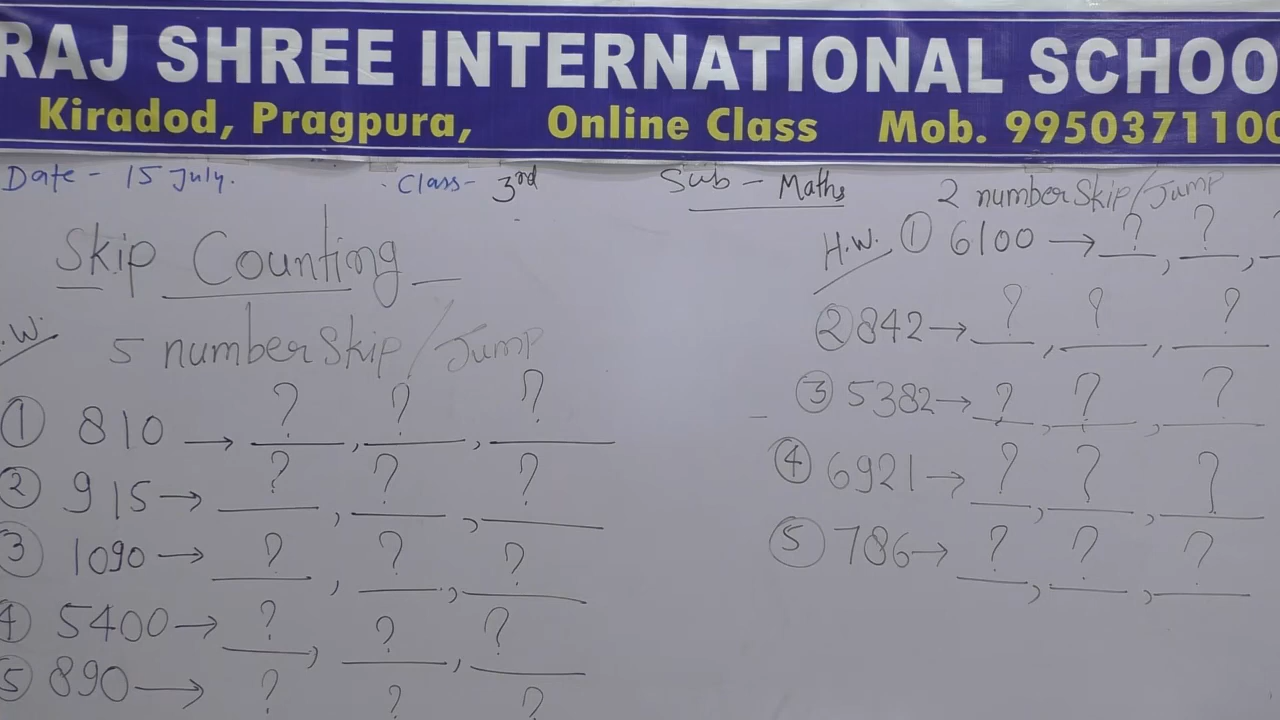 RAJ SHREE INTERNATIONAL SCHOO
Kiradod, Pragpura, Online Class Mob. 9950371100
Date - 15 July. Class - 3rd Sub - Maths
Skip Counting
.W. 5 number Skip/Jump
① 810 → ?, ?, ?
② 915 → ?, ?, ?
③ 1090 → ?, ?, ?
④ 5400 → ?, ?, ?
⑤ 890 → ?, ?, ?
2 number Skip/Jump
H.W. ① 6100 → ?, ?,
② 842 → ?, ?, ?
③ 5382 → ?, ?, ?
④ 6921 → ?, ?, ?
⑤ 786 → ?, ?, ?